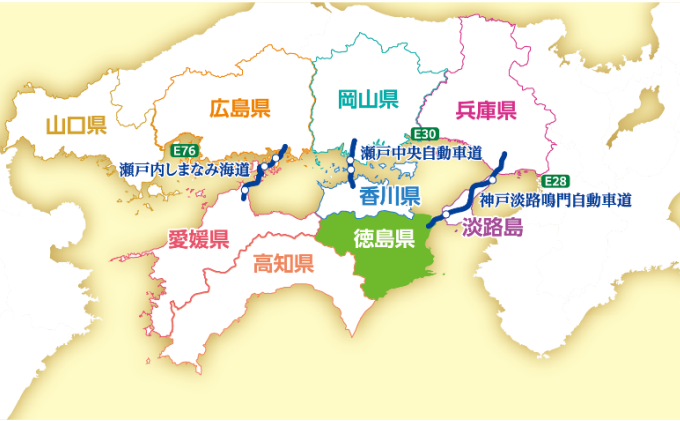 岡山県
広島県
兵庫県
山口県
E30
E76
瀬戸中央自動車道
瀬戸内しまなみ海道
E28
香川県
神戸淡路鳴門自動車道
淡路島
愛媛県
徳島県
高知県